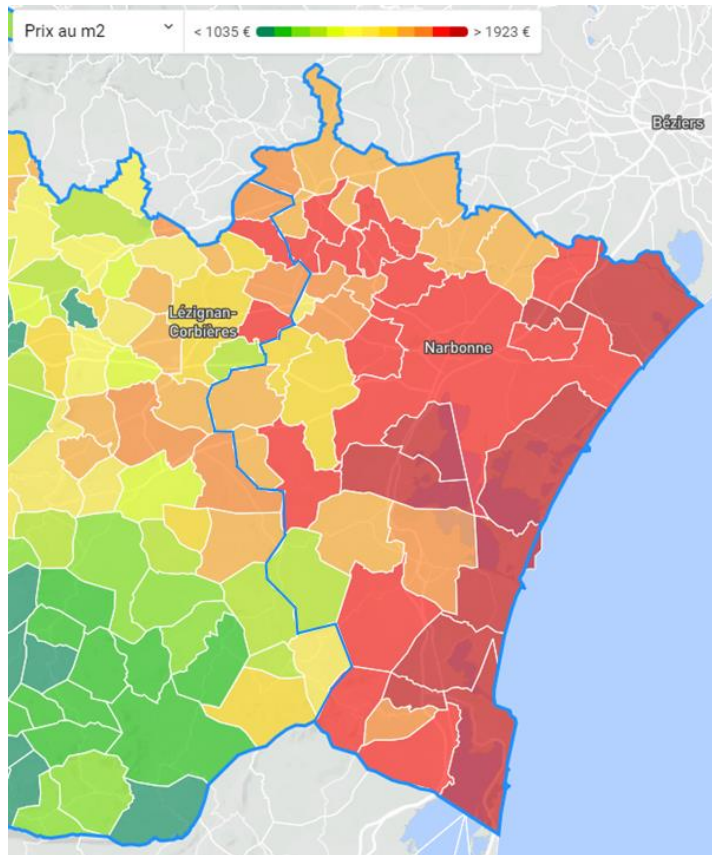 Prix au m2
< 1035 € > 1923 €
Béziers
Lézignan-
Corbières
Narbonne